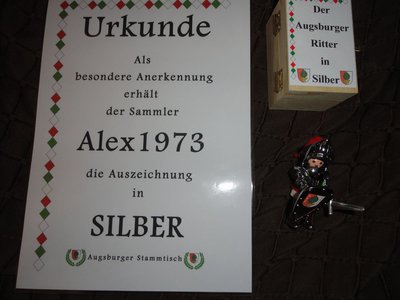 Urkunde
Als
besondere Anerkennung
erhält
der Sammler
Alex1973
die Auszeichnung
in
SILBER
Augsburger Stammtisch
Der
Augsburger
Ritter
in
Silber